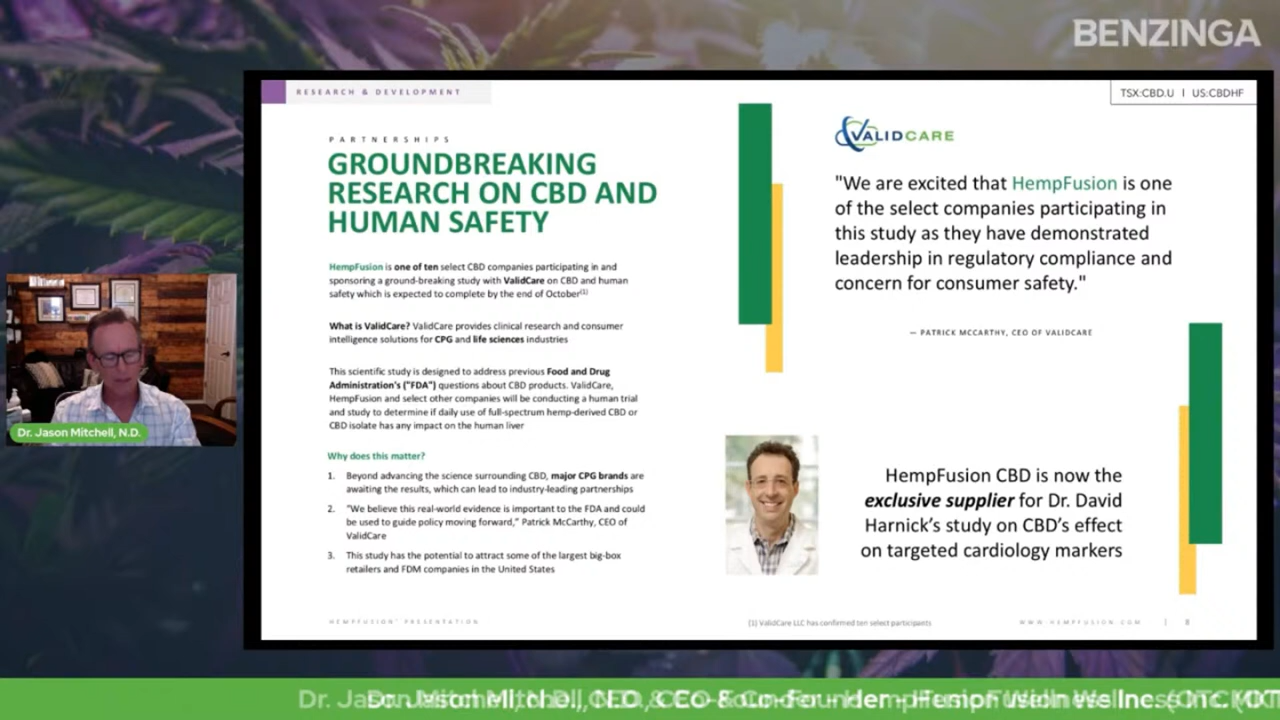 BENZINGA
RESEARCH & DEVELOPMENT
TSX:CBD.U | US:CBDHF
PARTNERSHIPS
GROUNDBREAKING
RESEARCH ON CBD AND
HUMAN SAFETY
HempFusion is one of ten select CBD companies participating in and
sponsoring a ground-breaking study with ValidCare on CBD and human
safety which is expected to complete by the end of October(1)
What is ValidCare? ValidCare provides clinical research and consumer
intelligence solutions for CPG and life sciences industries
This scientific study is designed to address previous Food and Drug
Administration's ("FDA") questions about CBD products. ValidCare,
HempFusion and select other companies will be conducting a human trial
and study to determine if daily use of full-spectrum hemp-derived CBD or
CBD isolate has any impact on the human liver
Why does this matter?
1. Beyond advancing the science surrounding CBD, major CPG brands are
awaiting the results, which can lead to industry-leading partnerships
2. "We believe this real-world evidence is important to the FDA and could
be used to guide policy moving forward," Patrick McCarthy, CEO of
ValidCare
3. This study has the potential to attract some of the largest big-box
retailers and FDM companies in the United States
VALIDCARE
"We are excited that HempFusion is one
of the select companies participating in
this study as they have demonstrated
leadership in regulatory compliance and
concern for consumer safety."
— PATRICK MCCARTHY, CEO OF VALIDCARE
HempFusion CBD is now the
exclusive supplier for Dr. David
Harnick's study on CBD's effect
on targeted cardiology markers
HEMPFUSION™ PRESENTATION
(1) ValidCare LLC has confirmed ten select participants
WWW.HEMPFUSION.COM | 8
Dr. Jason Mitchell, N.D.
Dr. Jason Mitchell, N.D., CEO & Co-Founder - HempFusion Wellness Inc.